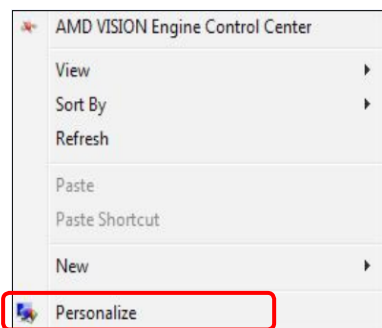 AMD VISION Engine Control Center
View
Sort By
Refresh
Paste
Paste Shortcut
New
Personalize